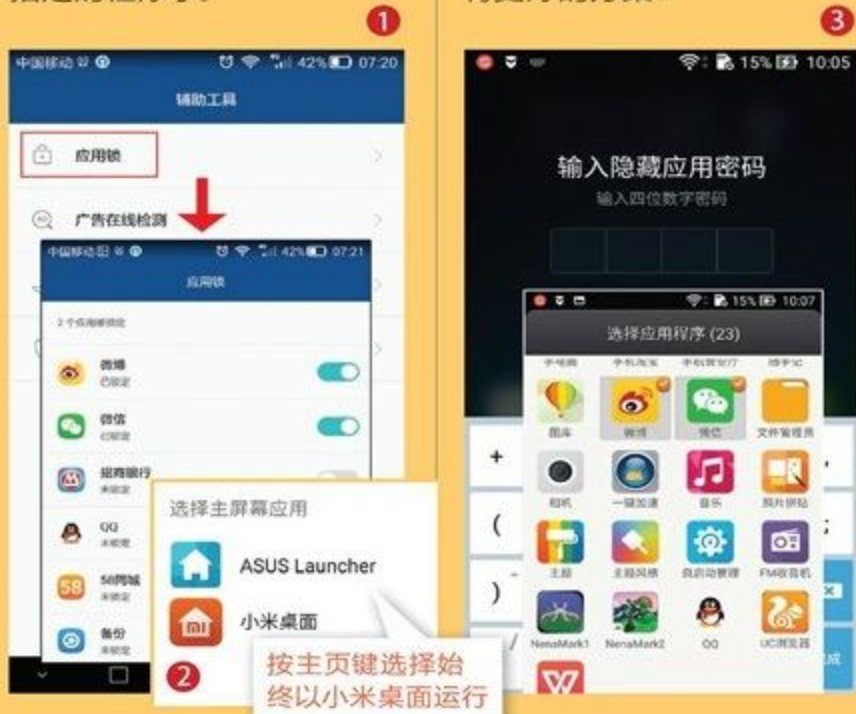 1
3
中国移动 42% 07:20
辅助工具
应用锁
广告在线检测
中国移动 42% 07:21
应用锁
2 个应用被锁定
微博
已锁定
微信
已锁定
招商银行
未锁定
QQ
未锁定
58同城
未锁定
备份
未锁定
选择主屏幕应用
ASUS Launcher
小米桌面
2
按主页键选择始
终以小米桌面运行
15% 10:05
输入隐藏应用密码
输入四位数字密码
15% 10:07
选择应用程序 (23)
图库 微博 微信 文件管理员
相机 一键加速 音乐 照片拼贴
主题 主题风格 自启动管理 FM收音机
NenaMark1 NenaMark2 QQ UC浏览器
+
(
)
/